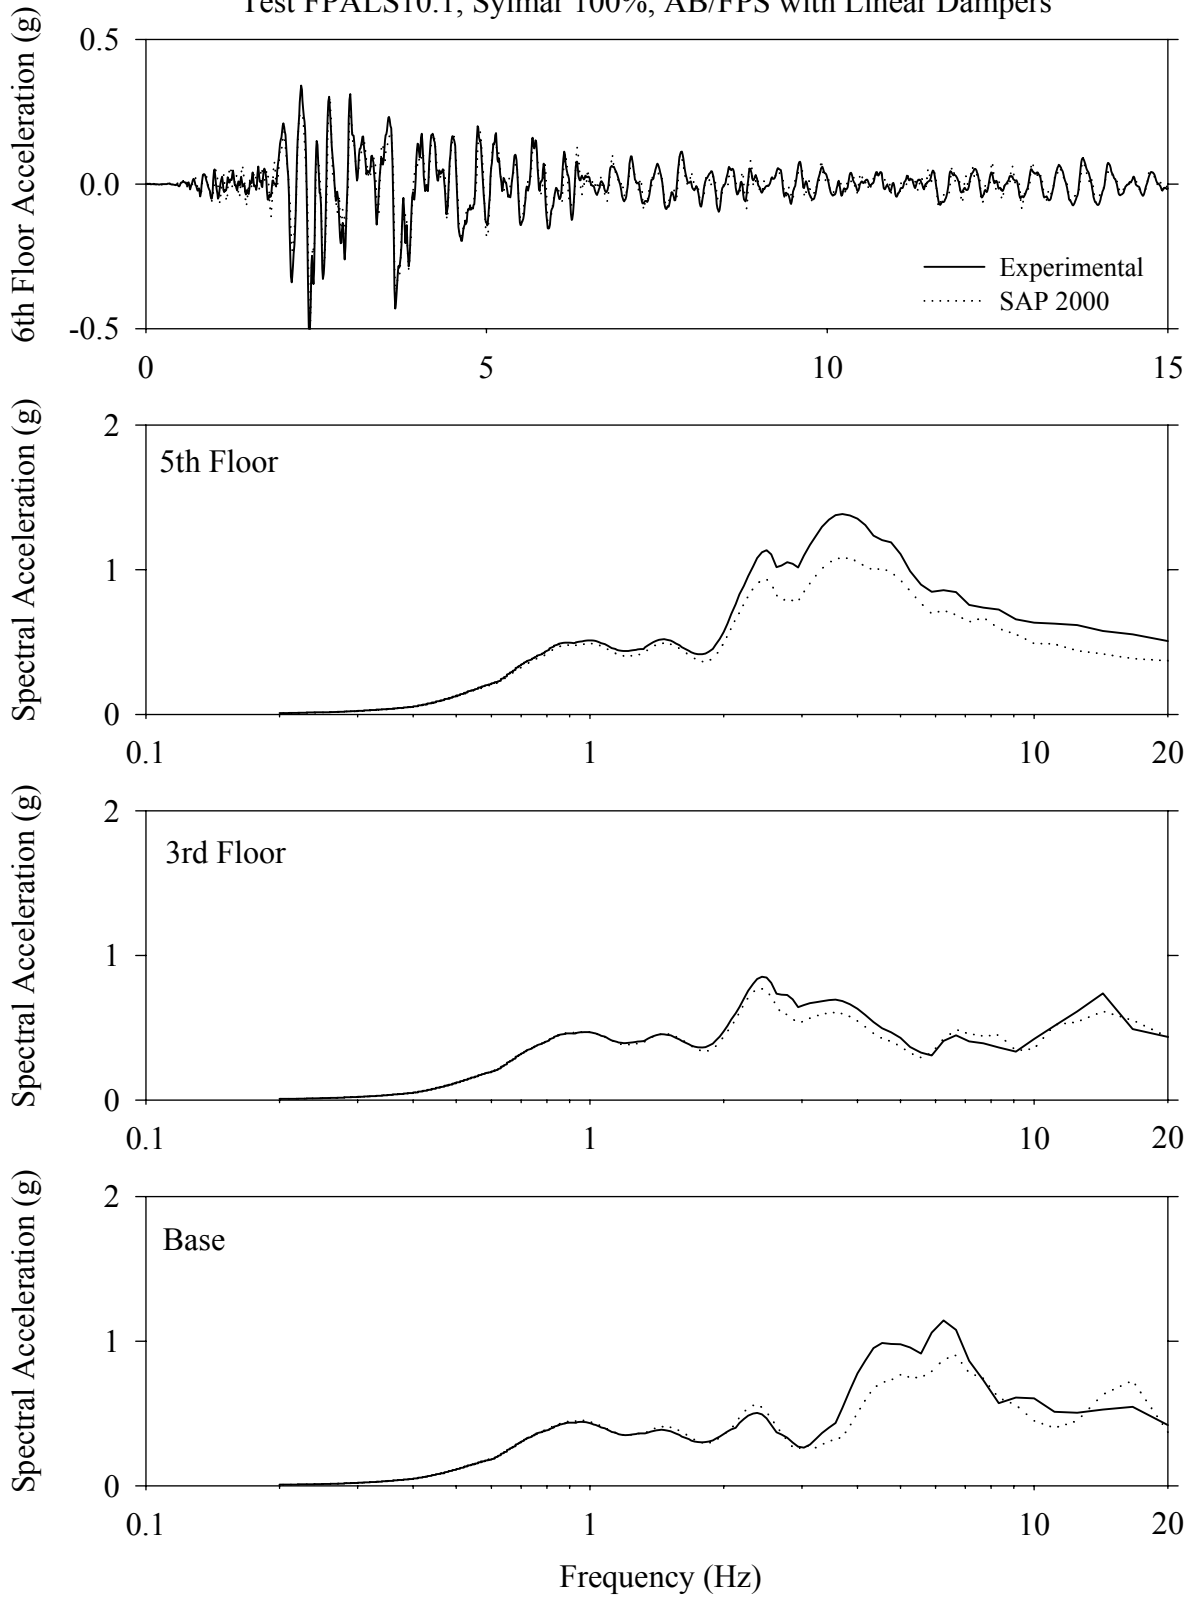 Test FPALS10.1, Sylmar 100%, AB/FPS with Linear Dampers
6th Floor Acceleration (g)
0.5
0.0
-0.5
Experimental
SAP 2000
0 5 10 15
Spectral Acceleration (g)
2
1
0
5th Floor
0.1 1 10 20
Spectral Acceleration (g)
2
1
0
3rd Floor
0.1 1 10 20
Spectral Acceleration (g)
2
1
0
Base
0.1 1 10 20
Frequency (Hz)